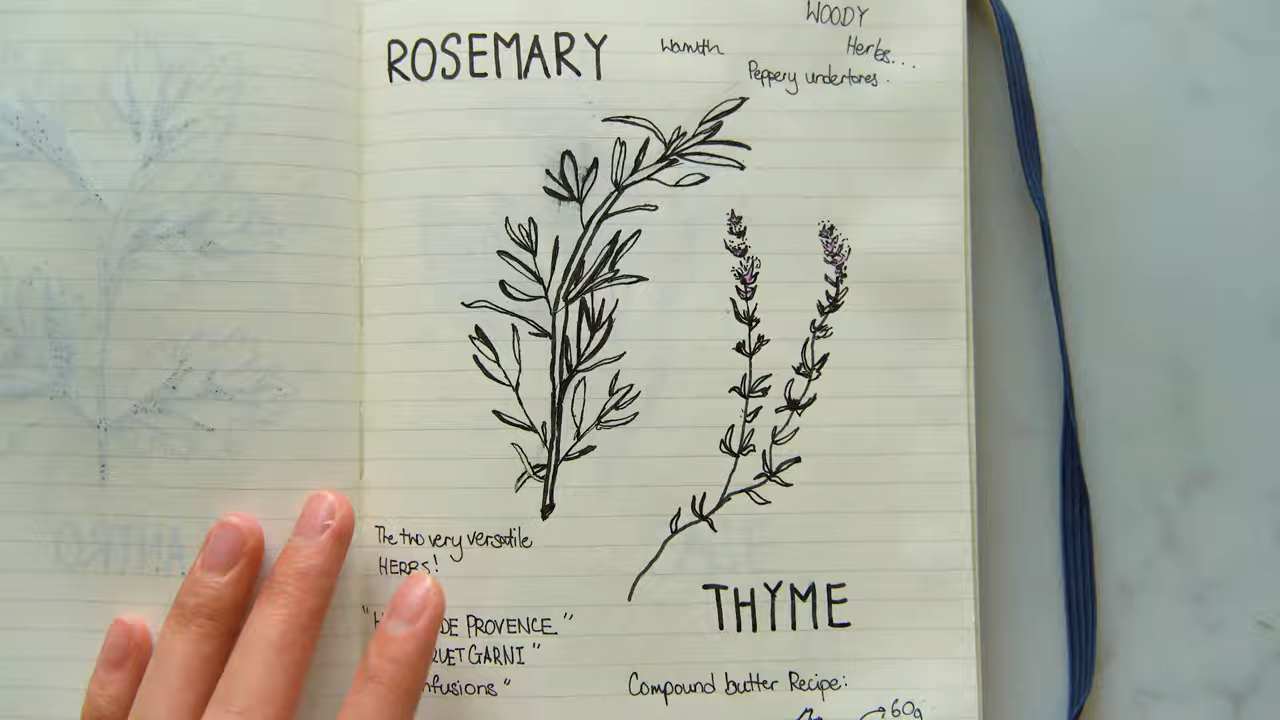 WOODY
ROSEMARY
Warmth
Herbs...
Peppery undertones.
The two very versatile
HERBS!
DE PROVENCE"
GARNI"
THYME
Compound butter Recipe:
60g